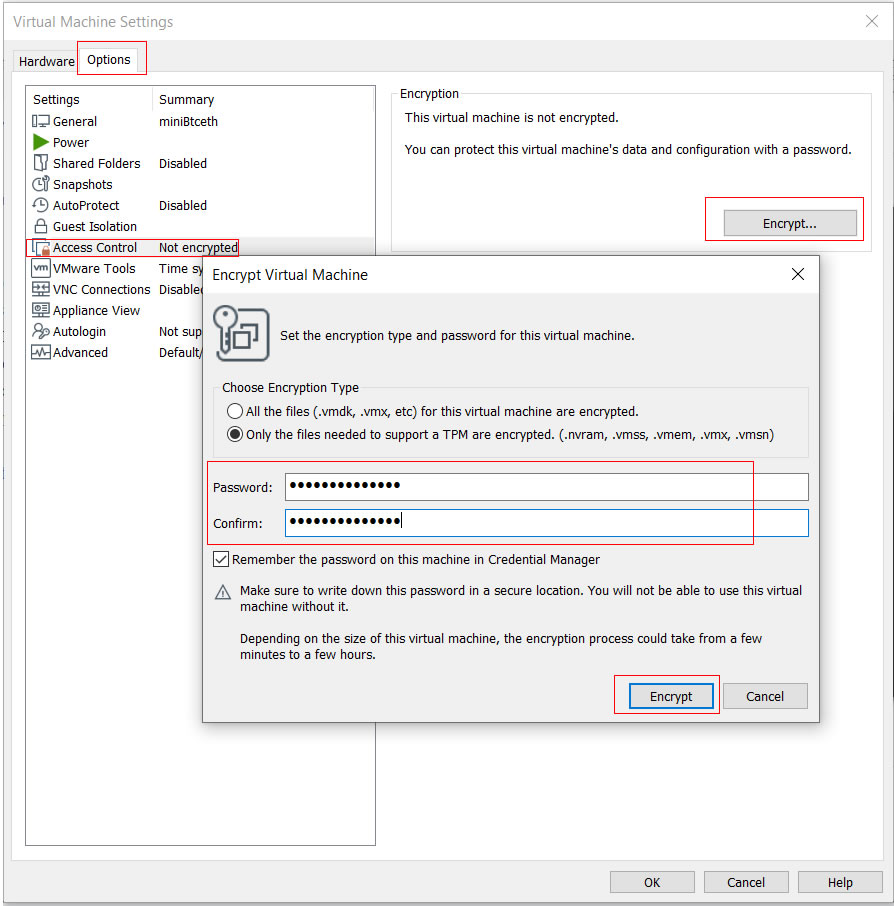 Virtual Machine Settings
Hardware Options
Settings Summary
General miniBtceth
Power
Shared Folders Disabled
Snapshots
AutoProtect Disabled
Guest Isolation
Access Control Not encrypted
vm VMware Tools Time sy
VNC Connections Disable
Appliance View
Autologin Not sup
Advanced Default/
Encryption
This virtual machine is not encrypted.
You can protect this virtual machine's data and configuration with a password.
Encrypt...
Encrypt Virtual Machine
Set the encryption type and password for this virtual machine.
Choose Encryption Type
All the files (.vmdk, .vmx, etc) for this virtual machine are encrypted.
Only the files needed to support a TPM are encrypted. (.nvram, .vmss, .vmem, .vmx, .vmsn)
Password: ●●●●●●●●●●●●●●
Confirm: ●●●●●●●●●●●●●●
Remember the password on this machine in Credential Manager
Make sure to write down this password in a secure location. You will not be able to use this virtual
machine without it.
Depending on the size of this virtual machine, the encryption process could take from a few
minutes to a few hours.
Encrypt Cancel
OK Cancel Help